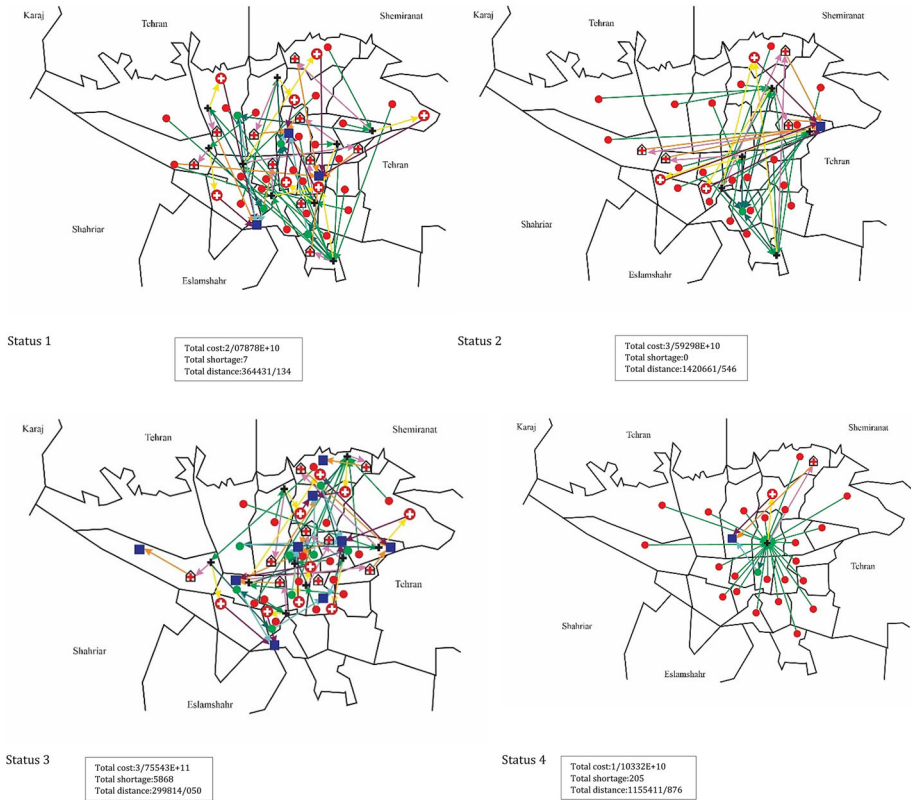 Karaj
Tehran
Shemiranat
Tehran
Shahriar
Eslamshahr
Status 1
Total cost:2/07878E+10
Total shortage:7
Total distance:364431/134
Karaj
Tehran
Shemiranat
Tehran
Shahriar
Eslamshahr
Status 2
Total cost:3/59298E+10
Total shortage:0
Total distance:1420661/546
Karaj
Tehran
Shemiranat
Tehran
Shahriar
Eslamshahr
Status 3
Total cost:3/75543E+11
Total shortage:5868
Total distance:299814/050
Karaj
Tehran
Shemiranat
Tehran
Shahriar
Eslamshahr
Status 4
Total cost:1/10332E+10
Total shortage:205
Total distance:1155411/876